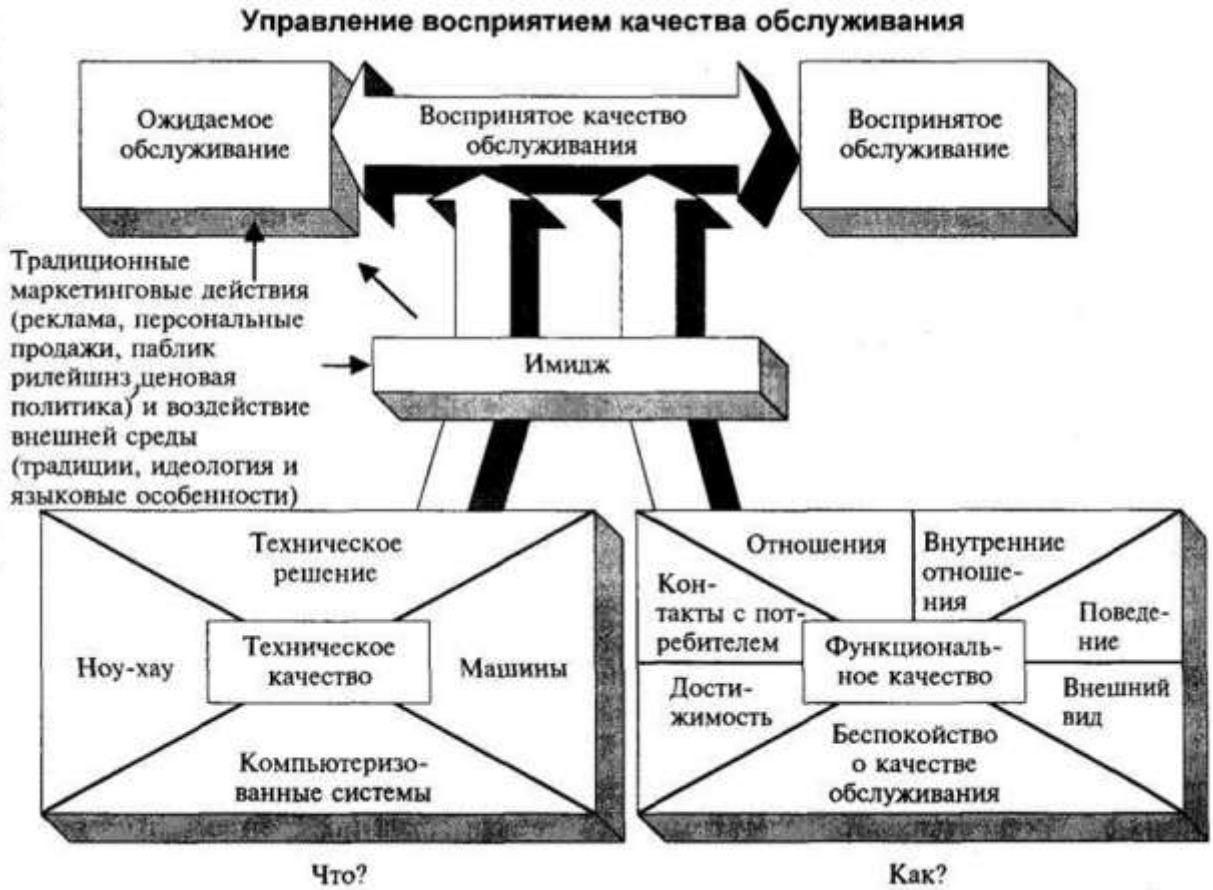 Управление восприятием качества обслуживания
Ожидаемое
обслуживание
Воспринятое качество
обслуживания
Воспринятое
обслуживание
Традиционные
маркетинговые действия
(реклама, персональные
продажи, паблик
рилейшнз, ценовая
политика) и воздействие
внешней среды
(традиции, идеология и
языковые особенности)
Имидж
Техническое
решение
Ноу-хау
Техническое
качество
Машины
Компьютеризо-
ванные системы
Что?
Отношения
Внутренние
отноше-
ния
Кон-
такты с пот-
ребителем
Поведе-
ние
Функциональ-
ное качество
Дости-
жимость
Внешний
вид
Беспокойство
о качестве
обслуживания
Как?